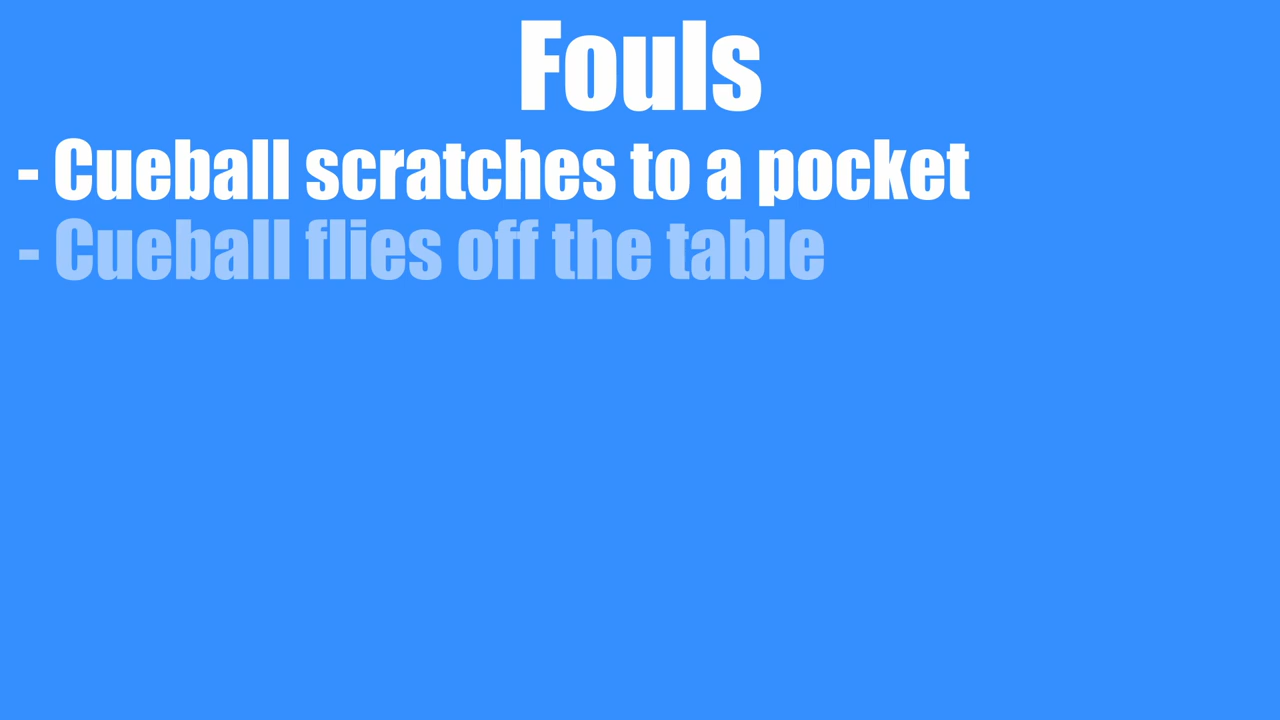 Fouls
- Cueball scratches to a pocket
- Cueball flies off the table